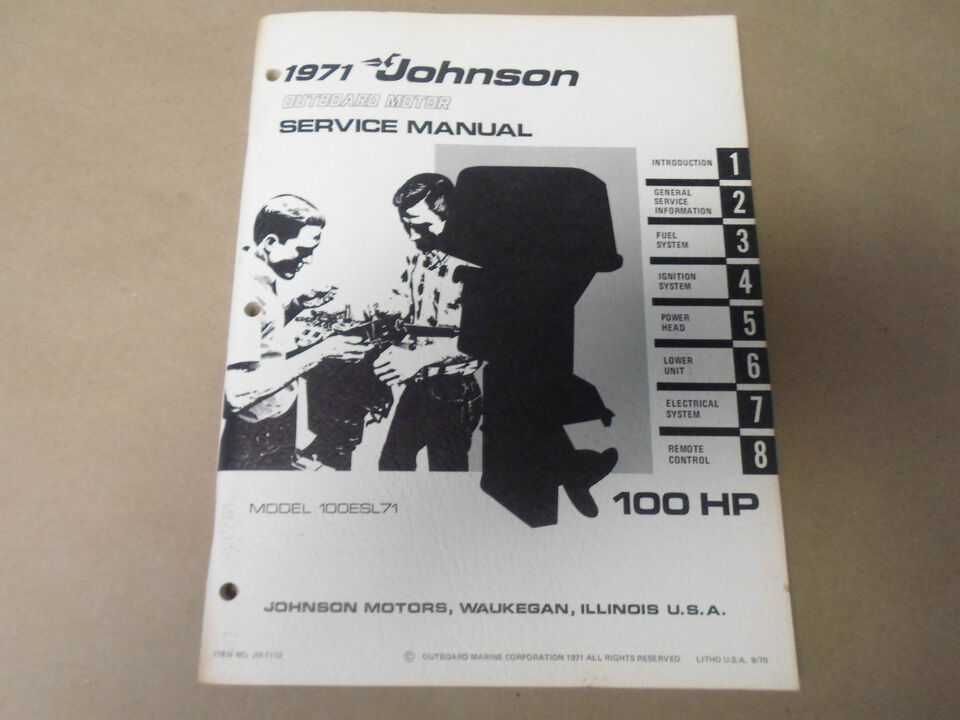 1971 Johnson
OUTBOARD MOTOR
SERVICE MANUAL
INTRODUCTION 1
GENERAL
SERVICE
INFORMATION 2
FUEL
SYSTEM 3
IGNITION
SYSTEM 4
POWER
HEAD 5
LOWER
UNIT 6
ELECTRICAL
SYSTEM 7
REMOTE
CONTROL 8
MODEL 100ESL71
100 HP
JOHNSON MOTORS, WAUKEGAN, ILLINOIS U.S.A.
ITEM NO.
© OUTBOARD MARINE CORPORATION 1971 ALL RIGHTS RESERVED
LITHO U.S.A. 9/70